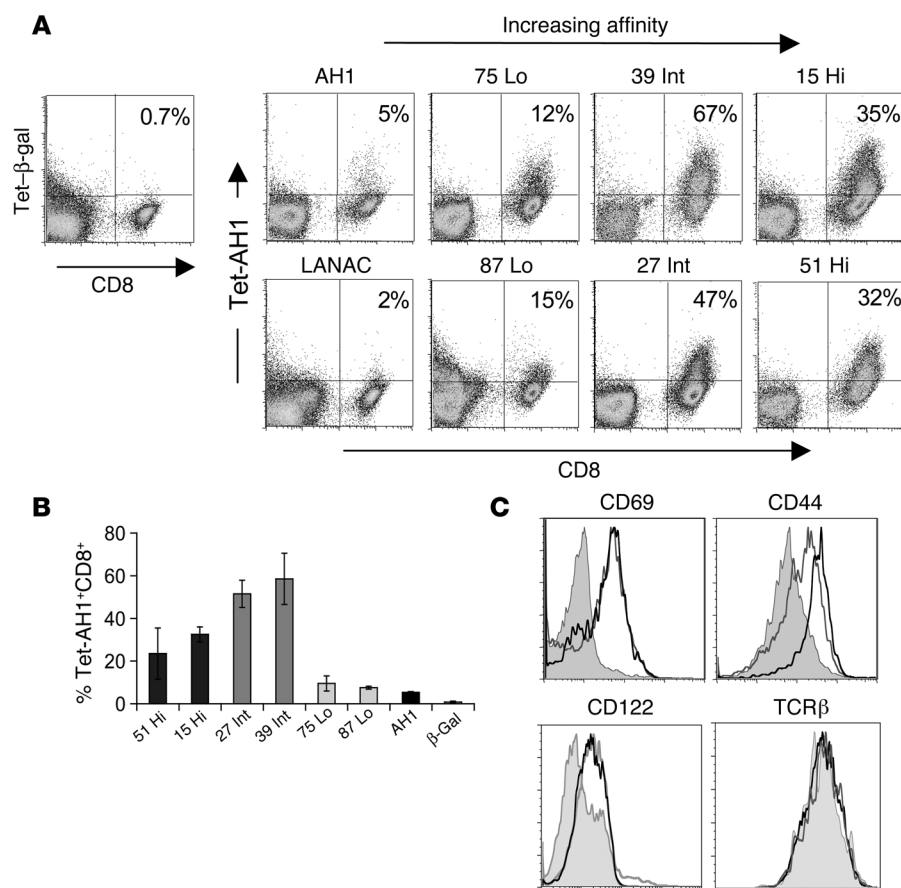 A
Increasing affinity
AH1 75 Lo 39 Int 15 Hi
0.7% 5% 12% 67% 35%
Tet–β-gal
CD8
Tet-AH1
LANAC 87 Lo 27 Int 51 Hi
2% 15% 47% 32%
CD8
B
% Tet-AH1+CD8+
80
60
40
20
0
51 Hi 15 Hi 27 Int 39 Int 75 Lo 87 Lo AH1 β-Gal
C
CD69 CD44
CD122 TCRβ